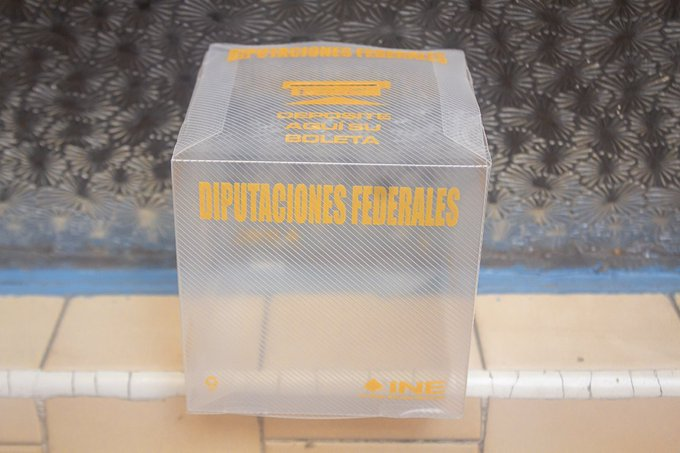 DIPUTACIONES FEDERALES
DEPOSITE
AQUÍ SU
BOLETA
DIPUTACIONES FEDERALES
INE